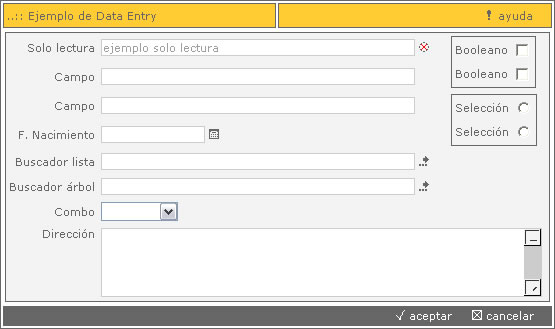 ..:: Ejemplo de Data Entry
! ayuda
Solo lectura ejemplo solo lectura
Booleano
Booleano
Campo
Campo
Selección
Selección
F. Nacimiento
Buscador lista
Buscador árbol
Combo
Dirección
aceptar cancelar